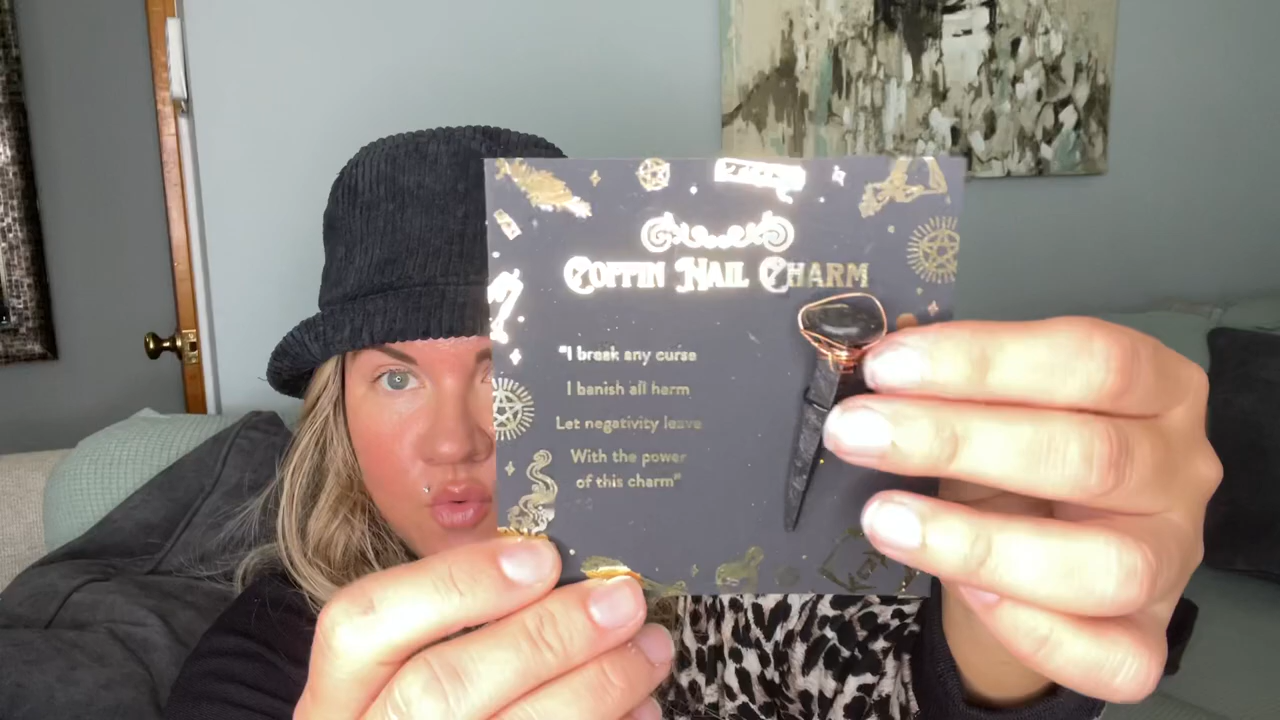 COFFIN NAIL CHARM
"I break any curse
I banish all harm
Let negativity leave
With the power
of this charm"